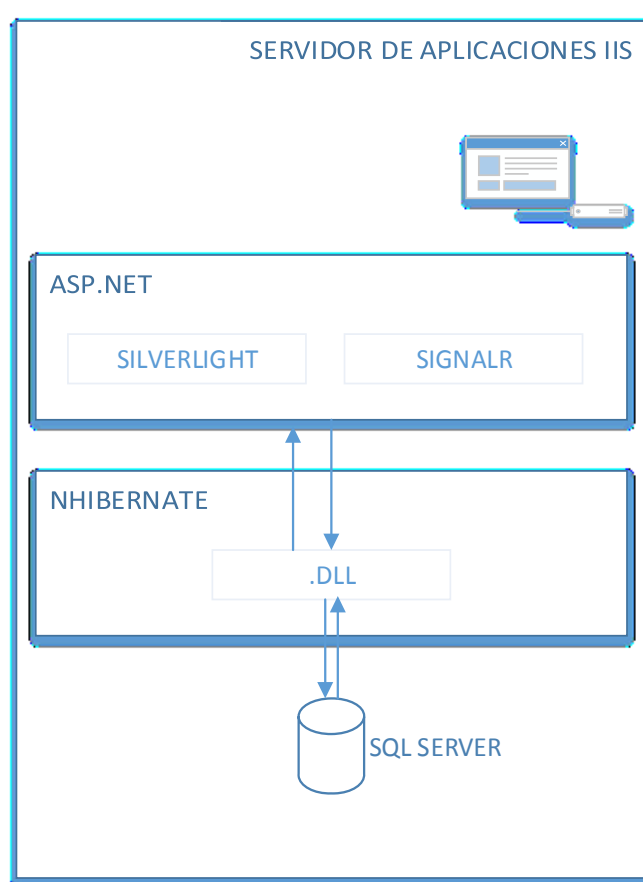 SERVIDOR DE APLICACIONES IIS
ASP.NET
SILVERLIGHT
SIGNALR
NHIBERNATE
.DLL
SQL SERVER